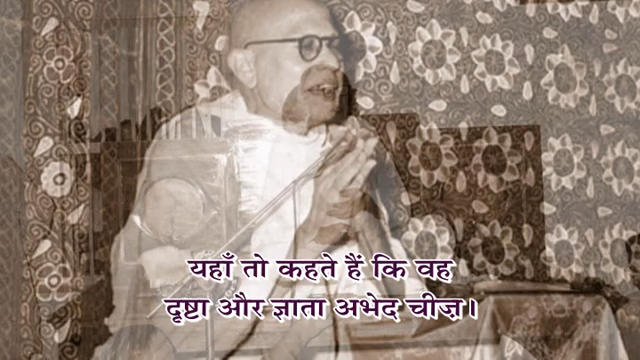 यहाँ तो कहते हैं कि वह
दृष्टा और ज्ञाता अभेद चीज़।